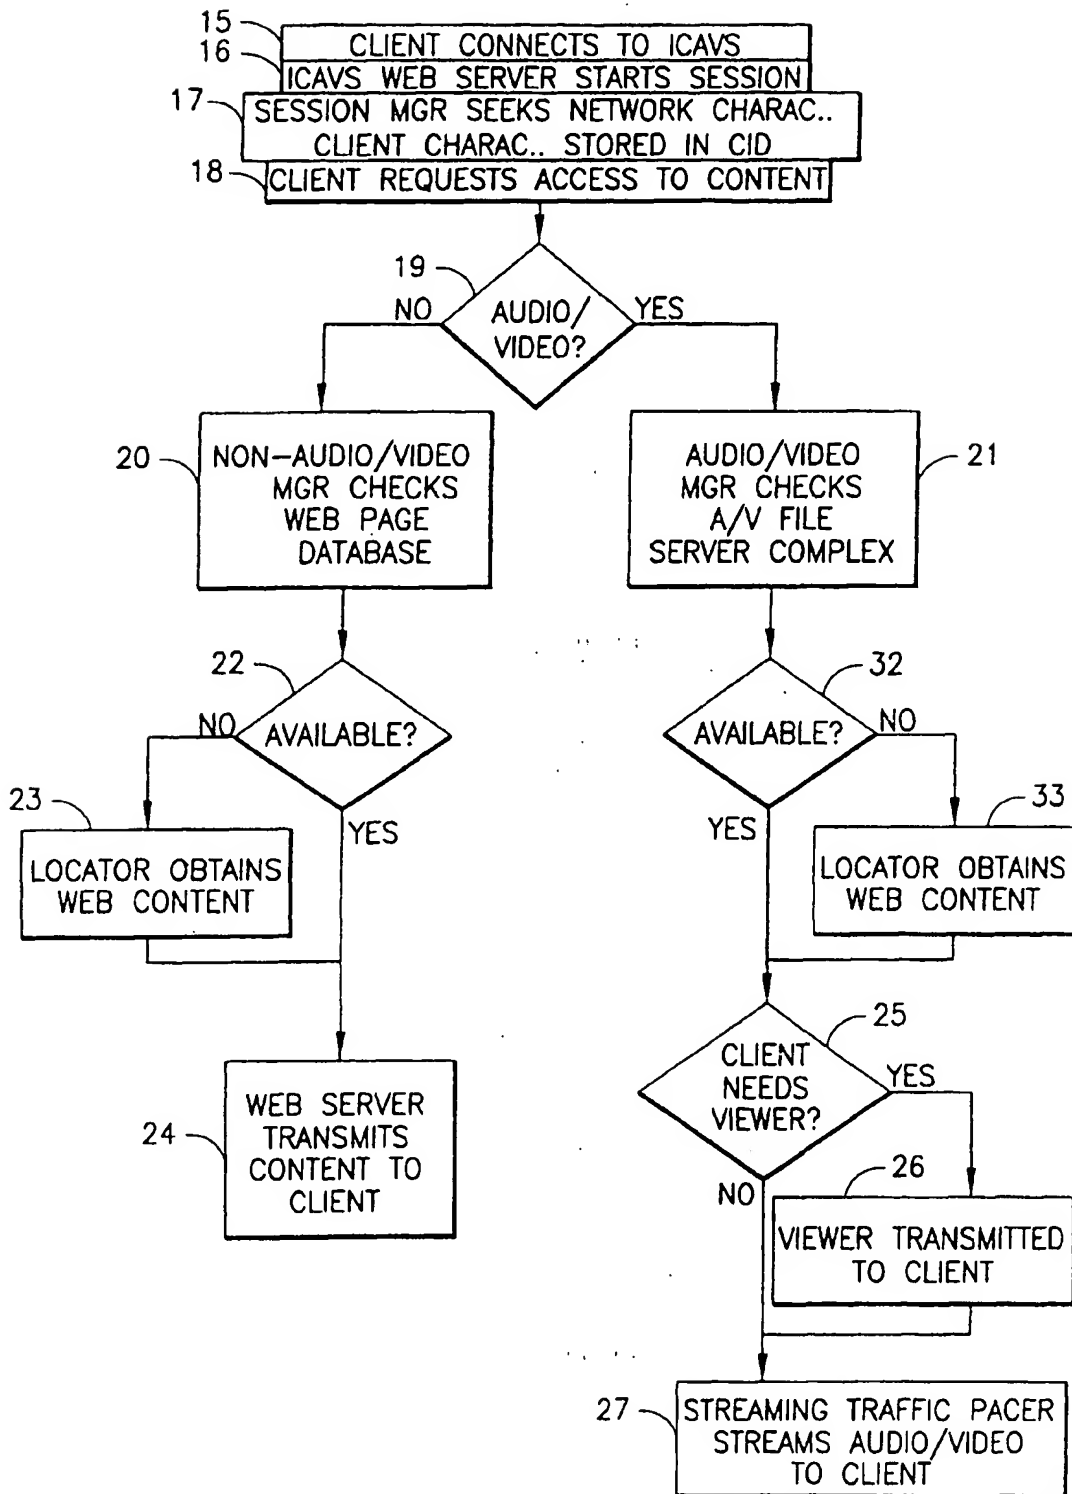 15
CLIENT CONNECTS TO ICAVS
16
ICAVS WEB SERVER STARTS SESSION
17
SESSION MGR SEEKS NETWORK CHARAC..
CLIENT CHARAC.. STORED IN CID
18
CLIENT REQUESTS ACCESS TO CONTENT
19
NO
AUDIO/
VIDEO?
YES
20
NON-AUDIO/VIDEO
MGR CHECKS
WEB PAGE
DATABASE
AUDIO/VIDEO
MGR CHECKS
A/V FILE
SERVER COMPLEX
21
22
NO
AVAILABLE?
YES
32
AVAILABLE?
NO
YES
23
LOCATOR OBTAINS
WEB CONTENT
33
LOCATOR OBTAINS
WEB CONTENT
24
WEB SERVER
TRANSMITS
CONTENT TO
CLIENT
25
CLIENT
NEEDS
VIEWER?
YES
NO
26
VIEWER TRANSMITTED
TO CLIENT
27
STREAMING TRAFFIC PACER
STREAMS AUDIO/VIDEO
TO CLIENT